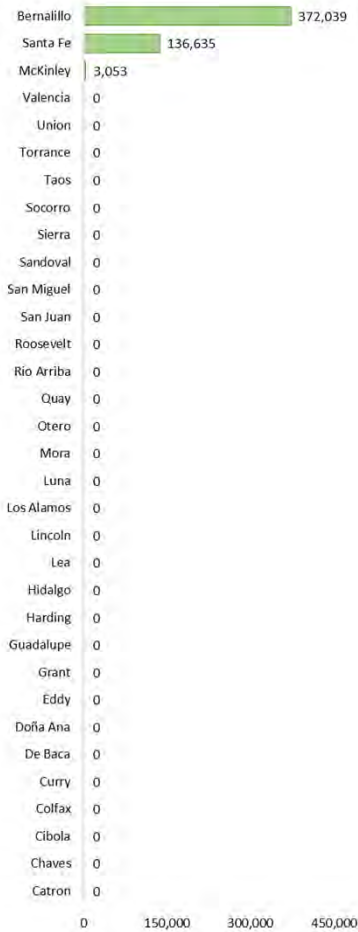 Bernalillo 372,039
Santa Fe 136,635
McKinley 3,053
Valencia 0
Union 0
Torrance 0
Taos 0
Socorro 0
Sierra 0
Sandoval 0
San Miguel 0
San Juan 0
Roosevelt 0
Rio Arriba 0
Quay 0
Otero 0
Mora 0
Luna 0
Los Alamos 0
Lincoln 0
Lea 0
Hidalgo 0
Harding 0
Guadalupe 0
Grant 0
Eddy 0
Doña Ana 0
De Baca 0
Curry 0
Colfax 0
Cibola 0
Chaves 0
Catron 0
0 150,000 300,000 450,000